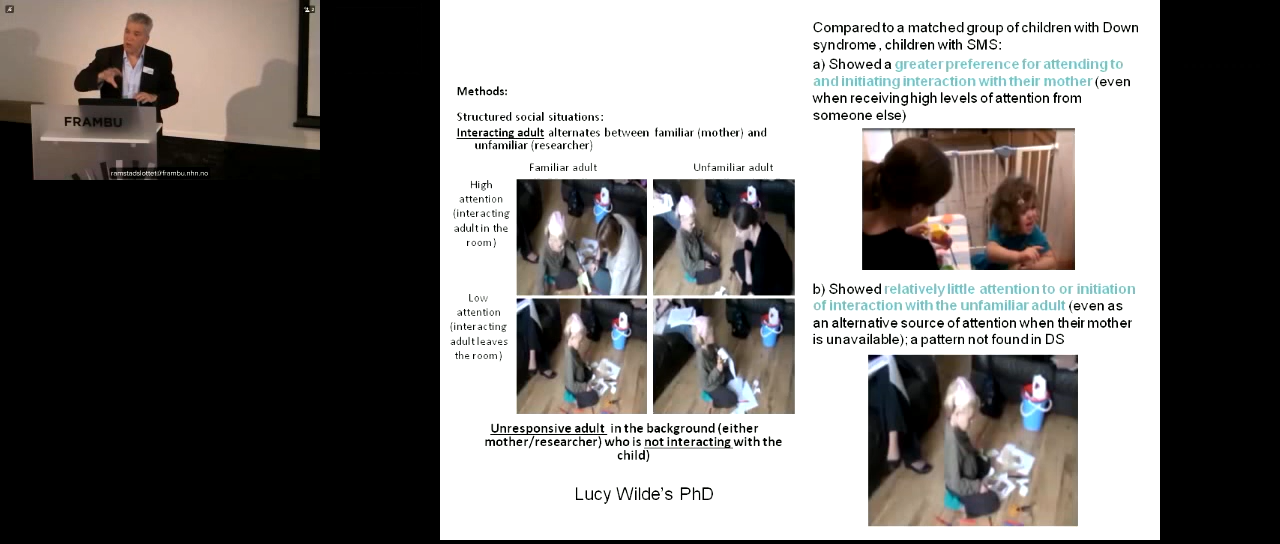 FRAMBU
ramstadslottet@frambu.nhn.no
Methods:
Structured social situations:
Interacting adult alternates between familiar (mother) and
unfamiliar (researcher)
Familiar adult
Unfamiliar adult
High
attention
(interacting
adult in the
room)
Low
attention
(interacting
adult leaves
the room)
Unresponsive adult in the background (either
mother/researcher) who is not interacting with the
child)
Lucy Wilde's PhD
Compared to a matched group of children with Down
syndrome, children with SMS:
a) Showed a greater preference for attending to
and initiating interaction with their mother (even
when receiving high levels of attention from
someone else)
b) Showed relatively little attention to or initiation
of interaction with the unfamiliar adult (even as
an alternative source of attention when their mother
is unavailable); a pattern not found in DS